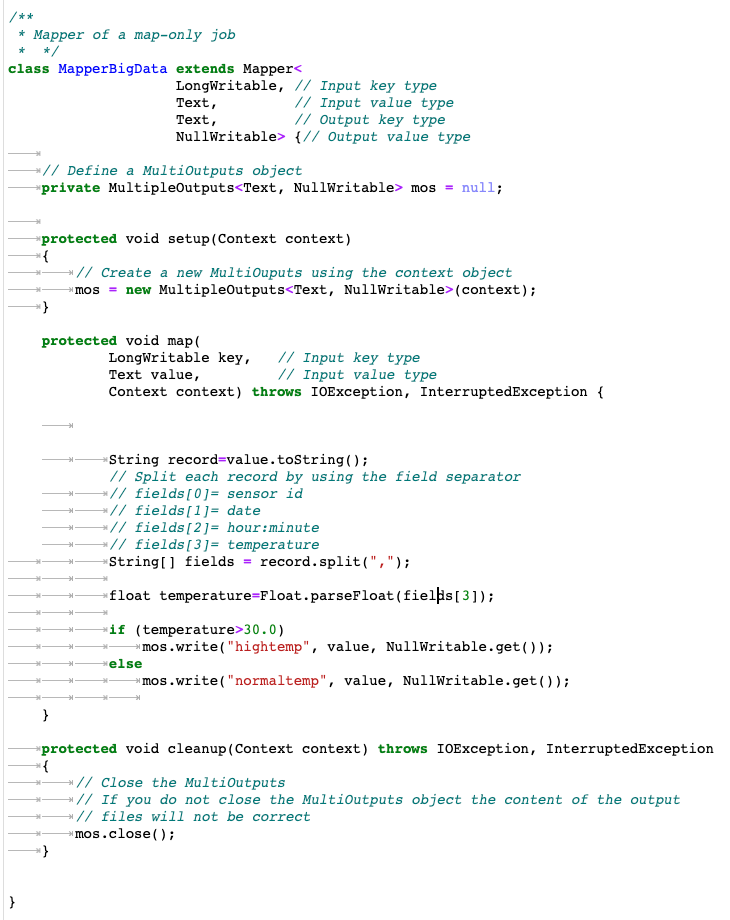 /**
 * Mapper of a map-only job
 *  */
class MapperBigData extends Mapper<
                    LongWritable, // Input key type
                    Text,         // Input value type
                    Text,         // Output key type
                    NullWritable> {// Output value type

    // Define a MultiOutputs object
    private MultipleOutputs<Text, NullWritable> mos = null;

    protected void setup(Context context)
    {
        // Create a new MultiOuputs using the context object
        mos = new MultipleOutputs<Text, NullWritable>(context);
    }

    protected void map(
            LongWritable key,   // Input key type
            Text value,         // Input value type
            Context context) throws IOException, InterruptedException {

            String record=value.toString();
            // Split each record by using the field separator
            // fields[0]= sensor id
            // fields[1]= date
            // fields[2]= hour:minute
            // fields[3]= temperature
            String[] fields = record.split(",");

            float temperature=Float.parseFloat(fields[3]);

            if (temperature>30.0)
                mos.write("hightemp", value, NullWritable.get());
            else
                mos.write("normaltemp", value, NullWritable.get());

    }

    protected void cleanup(Context context) throws IOException, InterruptedException
    {
        // Close the MultiOutputs
        // If you do not close the MultiOutputs object the content of the output
        // files will not be correct
        mos.close();
    }

}